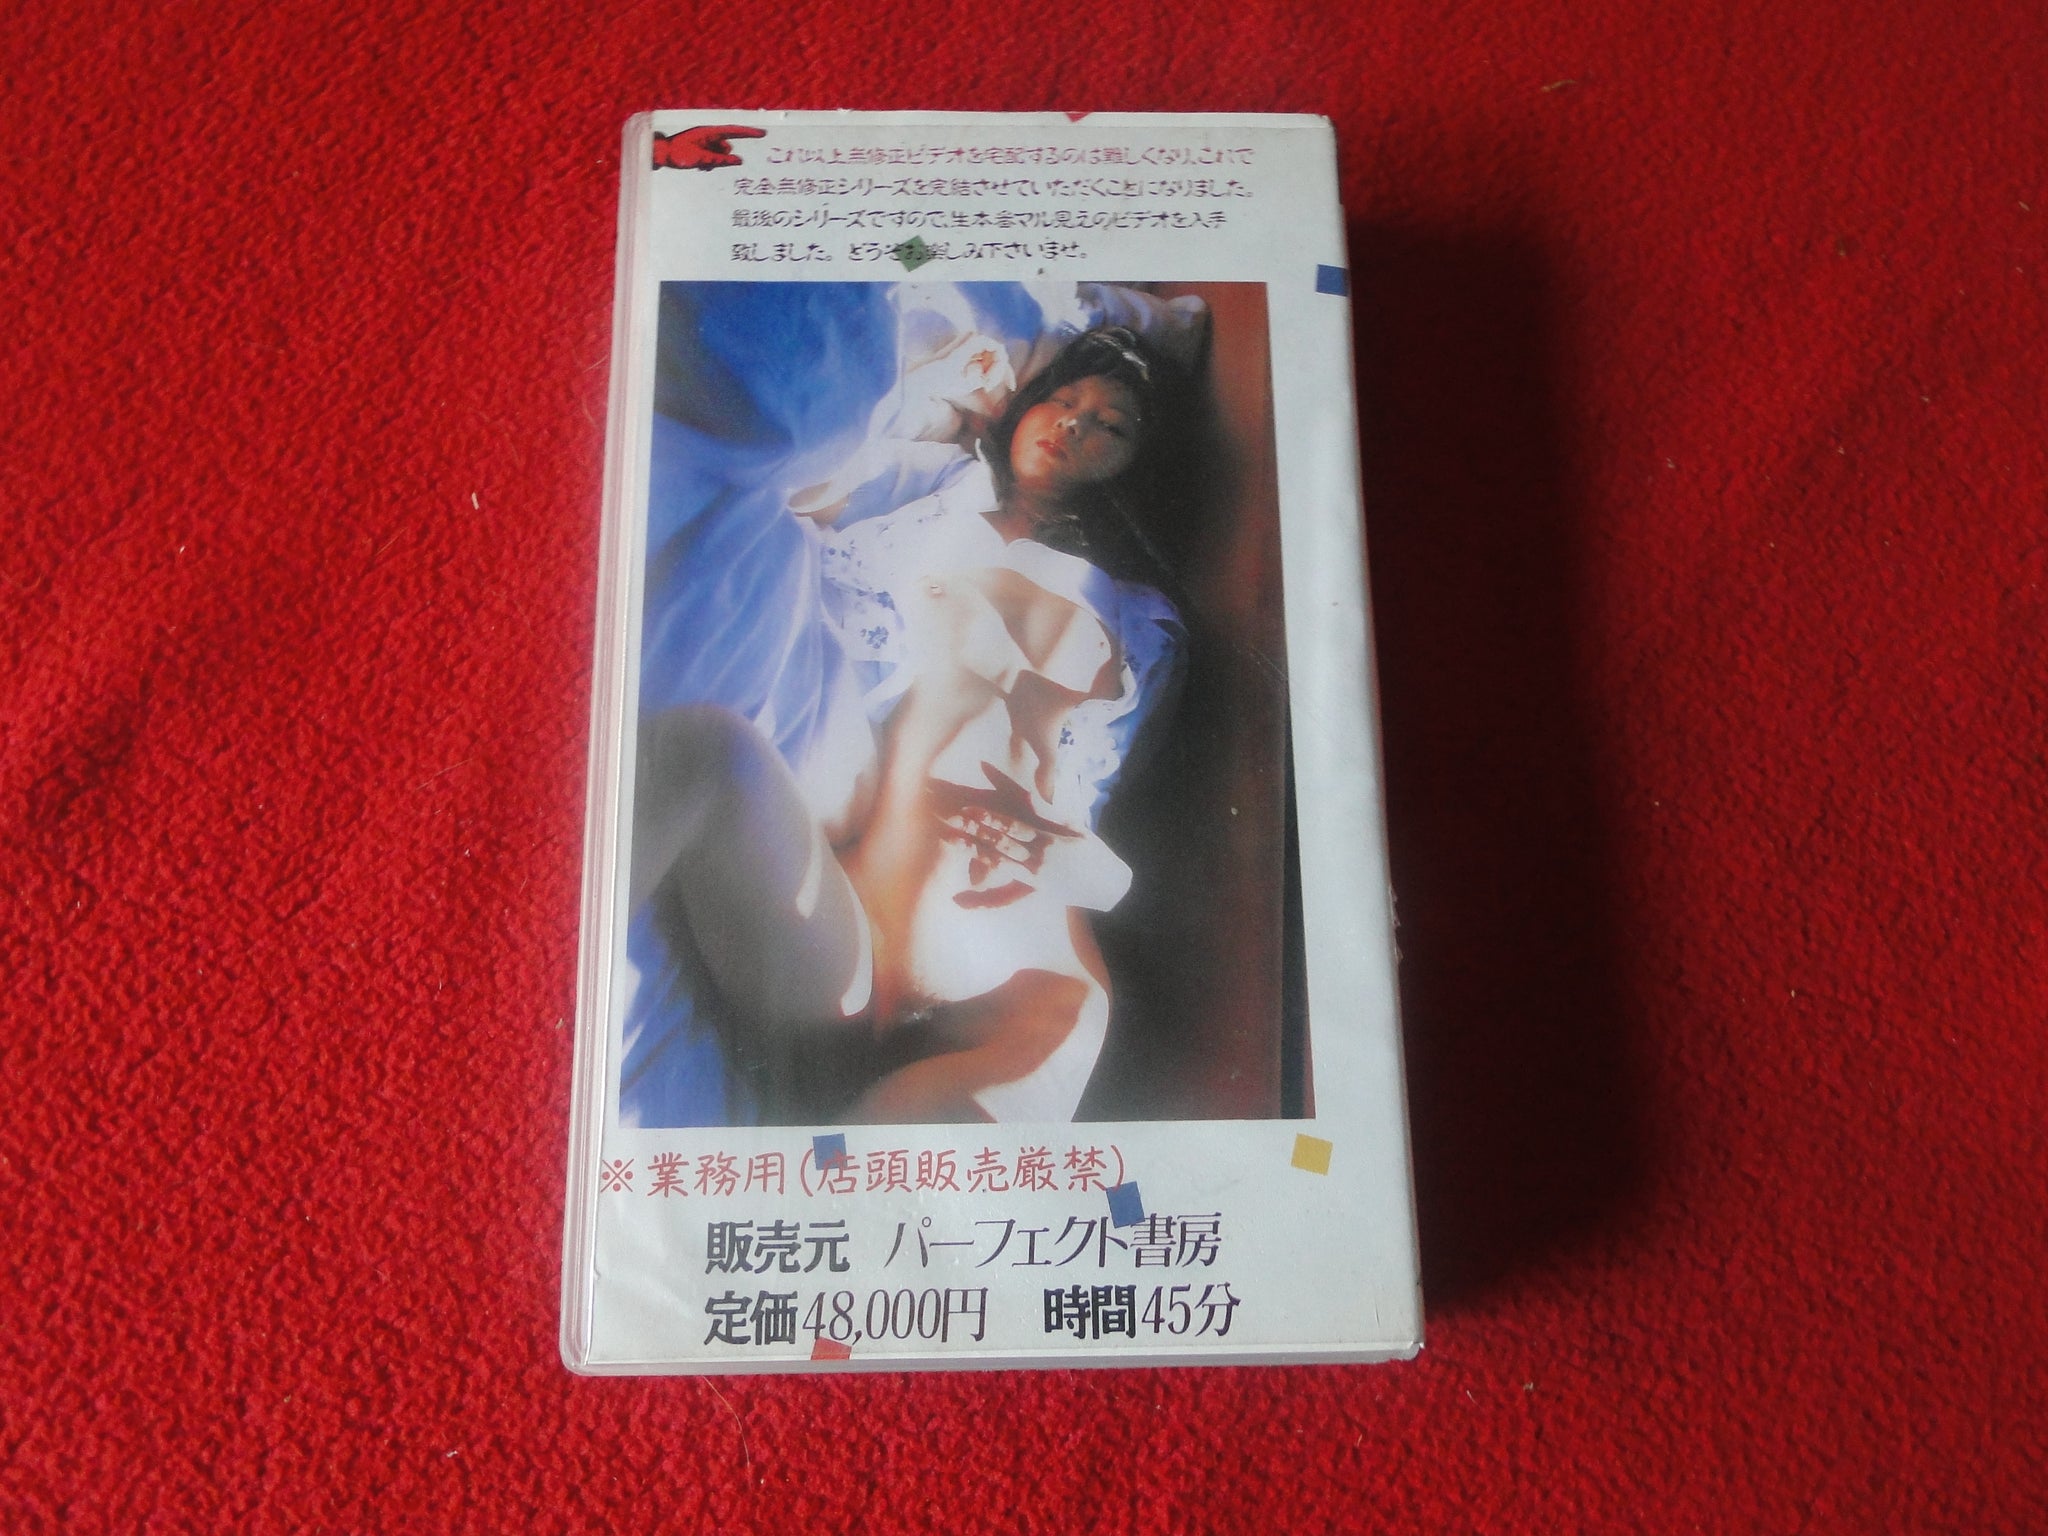 これ以上無修正ビデオを宅配するのは難しくなり、これで
完全無修正シリーズを完結させていただくことになりました。
最後のシリーズですので、生本番マル見えのビデオを入手
致しました。どうぞお楽しみ下さいませ。
※業務用(店頭販売厳禁)
販売元 パーフェクト書房
定価48,000円 時間45分